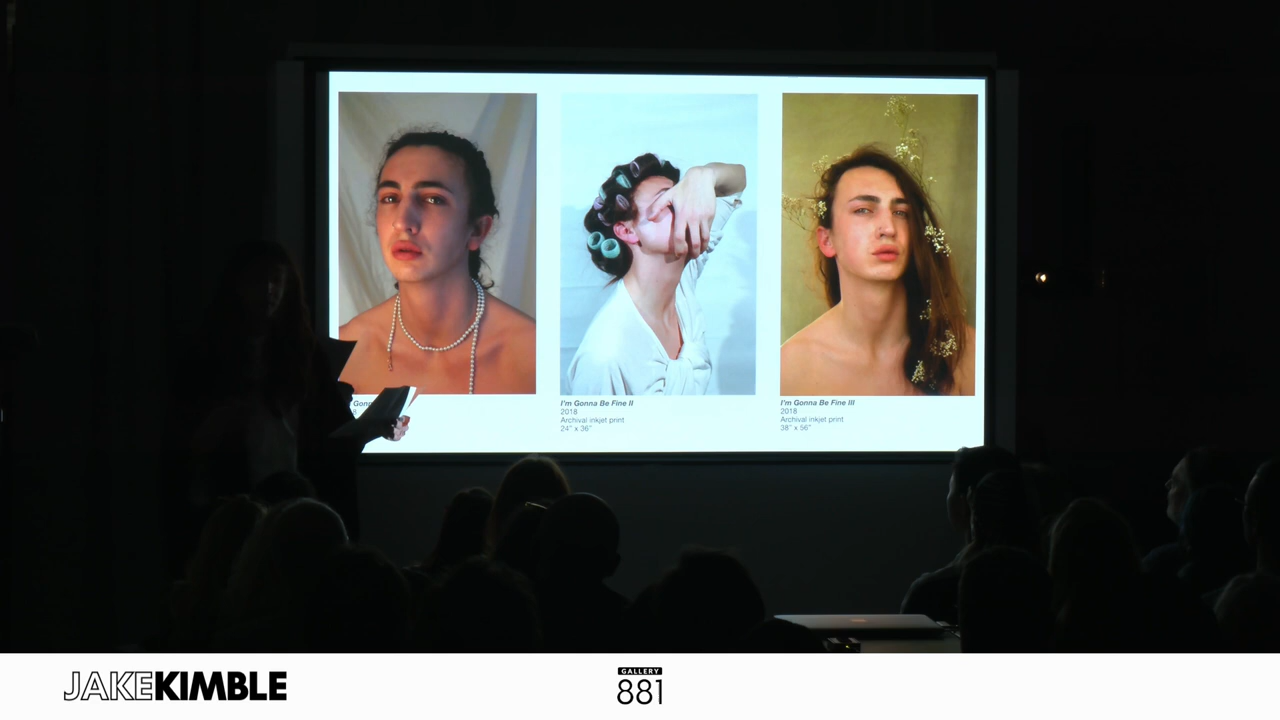 I'm Gonna Be Fine II
2018
Archival inkjet print
24" x 36"
I'm Gonna Be Fine III
2018
Archival inkjet print
38" x 56"
JAKEKIMBLE
GALLERY
881